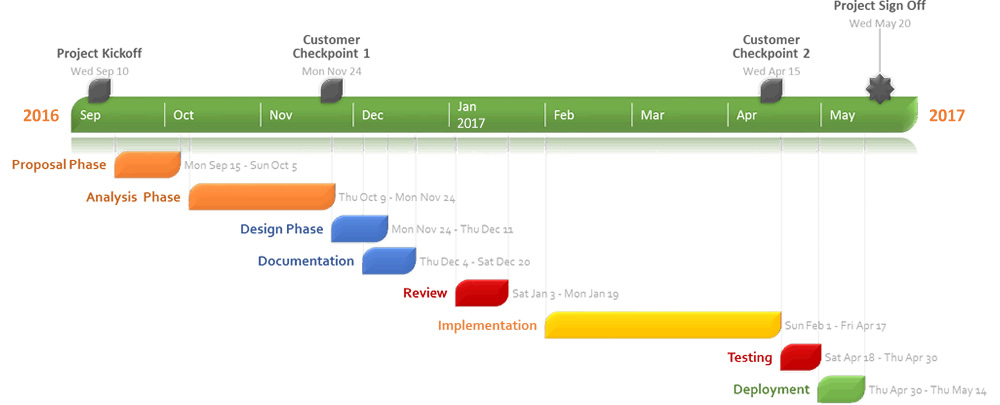 Project Sign Off
Wed May 20
Project Kickoff
Wed Sep 10
Customer
Checkpoint 1
Mon Nov 24
Customer
Checkpoint 2
Wed Apr 15
2016
Sep
Oct
Nov
Dec
Jan
2017
Feb
Mar
Apr
May
2017
Proposal Phase
Mon Sep 15 - Sun Oct 5
Analysis Phase
Thu Oct 9 - Mon Nov 24
Design Phase
Mon Nov 24 - Thu Dec 11
Documentation
Thu Dec 4 - Sat Dec 20
Review
Sat Jan 3 - Mon Jan 19
Implementation
Sun Feb 1 - Fri Apr 17
Testing
Sat Apr 18 - Thu Apr 30
Deployment
Thu Apr 30 - Thu May 14